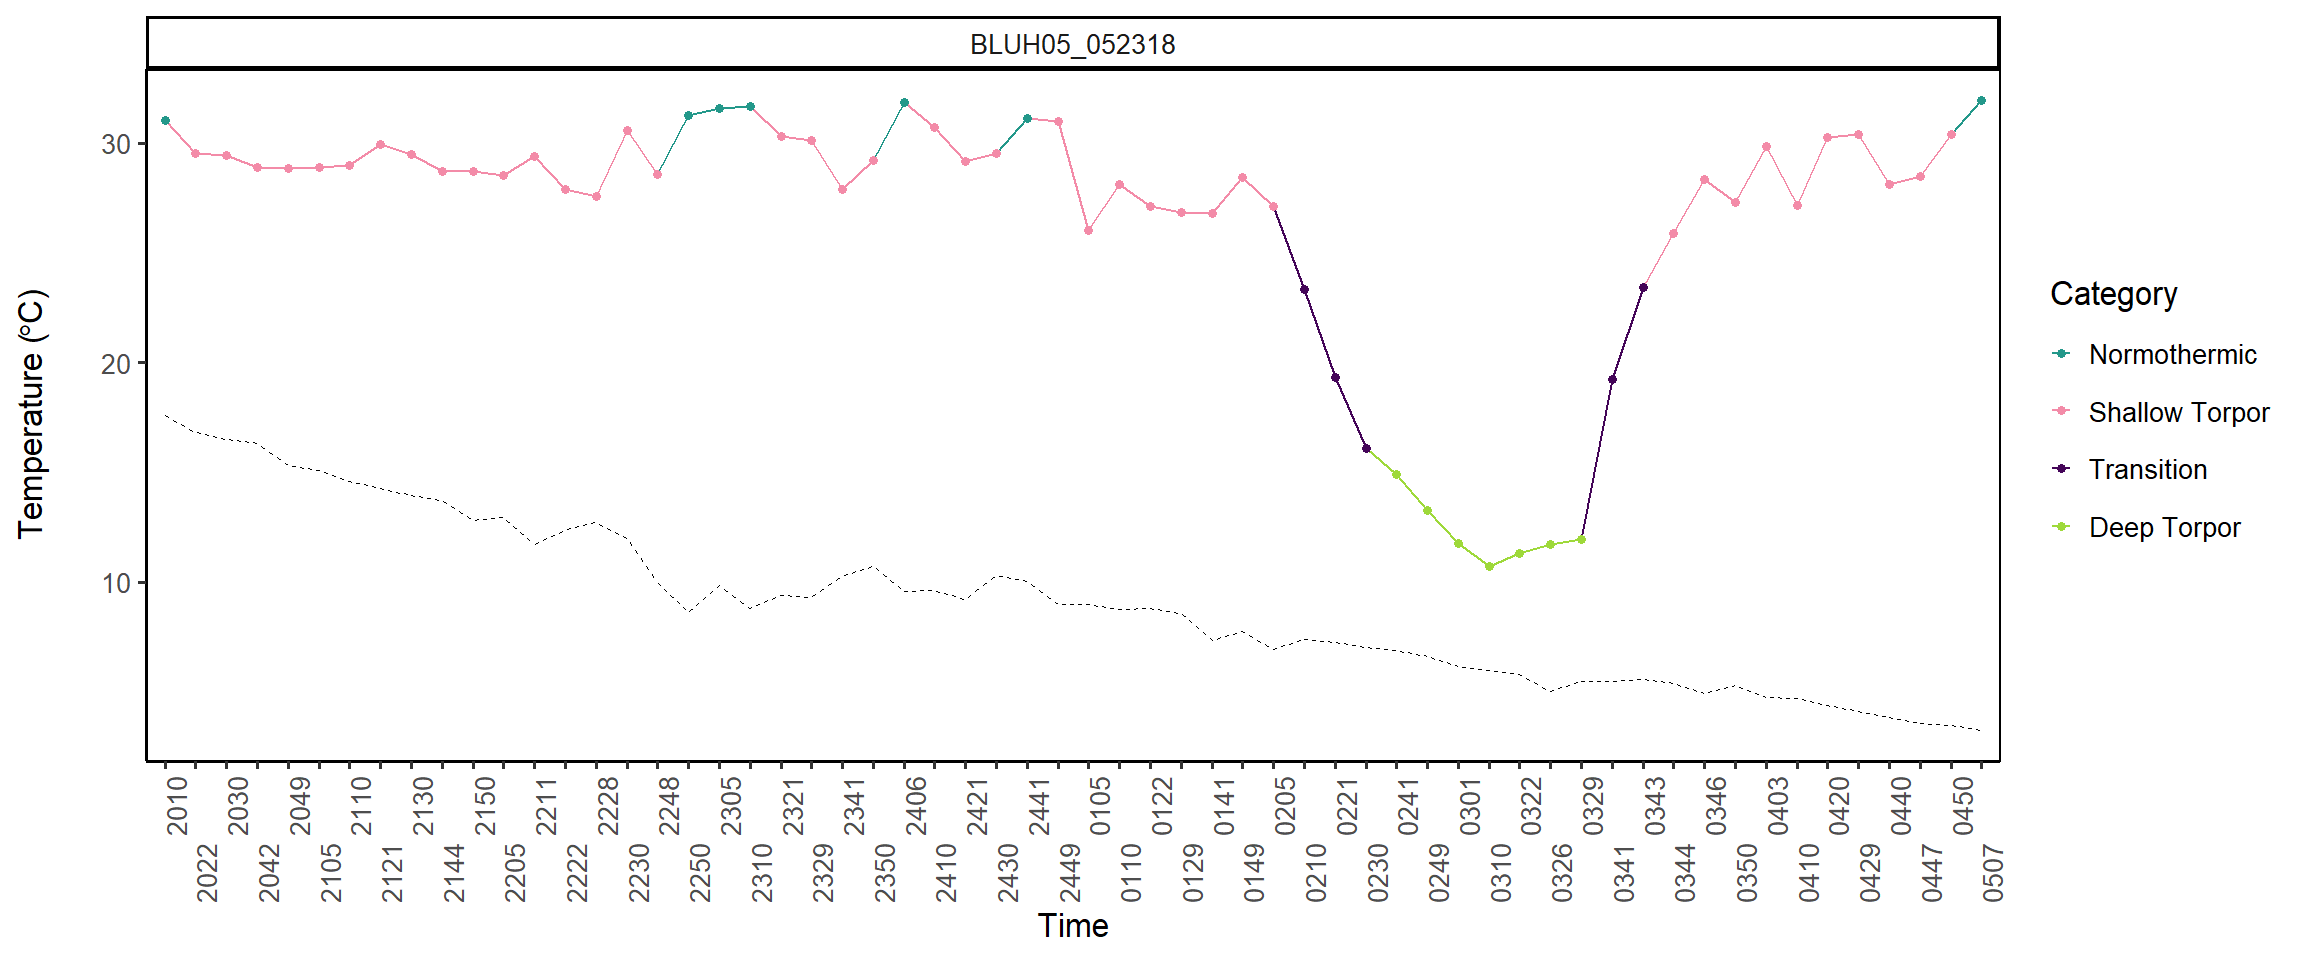 BLUH05_052318
Temperature (°C)
30
20
10
2010 2030 2049 2110 2130 2150 2211 2228 2248 2305 2321 2341 2406 2421 2441 0105 0122 0141 0205 0221 0241 0301 0322 0329 0343 0346 0403 0420 0440 0450
2022 2042 2105 2121 2144 2205 2222 2230 2250 2310 2329 2350 2410 2430 2449 0110 0129 0149 0210 0230 0249 0310 0326 0341 0344 0350 0410 0429 0447 0507
Time
Category
Normothermic
Shallow Torpor
Transition
Deep Torpor